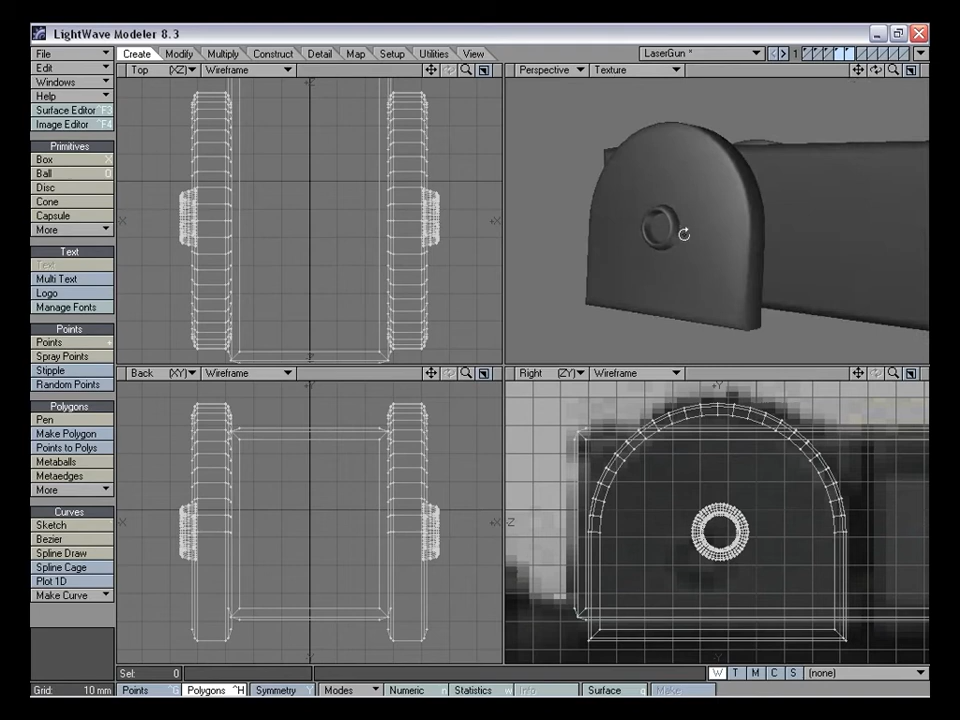 LightWave Modeler 8.3
File Create Modify Multiply Construct Detail Map Setup Utilities View LaserGun * 1
Edit Top (XZ) Wireframe Perspective Texture
Windows
Help
Surface Editor ^F3
Image Editor ^F4
Primitives
Box X
Ball O
Disc
Cone
Capsule
More
Text
Text
Multi Text
Logo
Manage Fonts
Points
Points +
Spray Points
Stipple
Random Points
Back (XY) Wireframe Right (ZY) Wireframe
Polygons
Pen
Make Polygon
Points to Polys
Metaballs
Metaedges
More
Curves
Sketch
Bezier
Spline Draw
Spline Cage
Plot 1D
Make Curve
Sel: 0 W T M C S (none)
Grid: 10 mm Points ^G Polygons ^H Symmetry Y Modes Numeric n Statistics w Info i Surface q Make